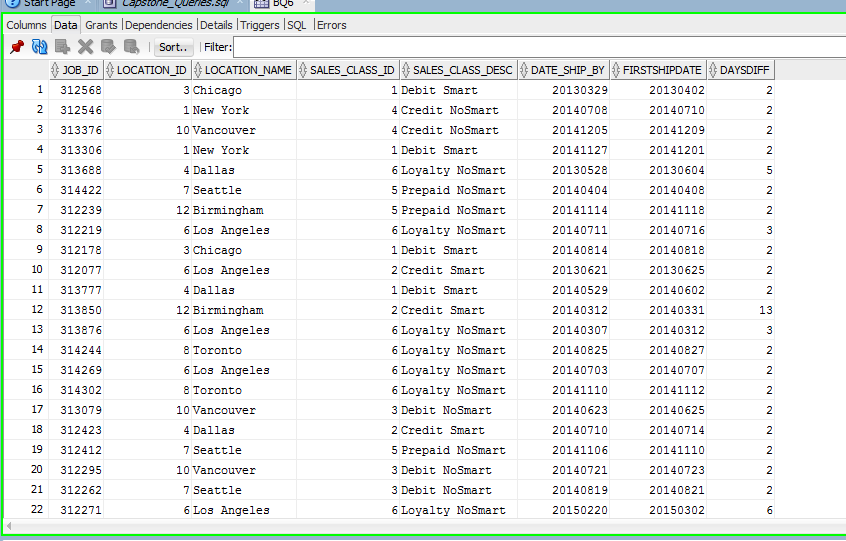 Start Page Capstone_Queries.sql BQ6
Columns Data Grants Dependencies Details Triggers SQL Errors
Sort.. Filter:
JOB_ID LOCATION_ID LOCATION_NAME SALES_CLASS_ID SALES_CLASS_DESC DATE_SHIP_BY FIRSTSHIPDATE DAYSDIFF
1 312568 3 Chicago 1 Debit Smart 20130329 20130402 2
2 312546 1 New York 4 Credit NoSmart 20140708 20140710 2
3 313376 10 Vancouver 4 Credit NoSmart 20141205 20141209 2
4 313306 1 New York 1 Debit Smart 20141127 20141201 2
5 313688 4 Dallas 6 Loyalty NoSmart 20130528 20130604 5
6 314422 7 Seattle 5 Prepaid NoSmart 20140404 20140408 2
7 312239 12 Birmingham 5 Prepaid NoSmart 20141114 20141118 2
8 312219 6 Los Angeles 6 Loyalty NoSmart 20140711 20140716 3
9 312178 3 Chicago 1 Debit Smart 20140814 20140818 2
10 312077 6 Los Angeles 2 Credit Smart 20130621 20130625 2
11 313777 4 Dallas 1 Debit Smart 20140529 20140602 2
12 313850 12 Birmingham 2 Credit Smart 20140312 20140331 13
13 313876 6 Los Angeles 6 Loyalty NoSmart 20140307 20140312 3
14 314244 8 Toronto 6 Loyalty NoSmart 20140825 20140827 2
15 314269 6 Los Angeles 6 Loyalty NoSmart 20140703 20140707 2
16 314302 8 Toronto 6 Loyalty NoSmart 20141110 20141112 2
17 313079 10 Vancouver 3 Debit NoSmart 20140623 20140625 2
18 312423 4 Dallas 2 Credit Smart 20140710 20140714 2
19 312412 7 Seattle 5 Prepaid NoSmart 20141106 20141110 2
20 312295 10 Vancouver 3 Debit NoSmart 20140721 20140723 2
21 312262 7 Seattle 3 Debit NoSmart 20140819 20140821 2
22 312271 6 Los Angeles 6 Loyalty NoSmart 20150220 20150302 6